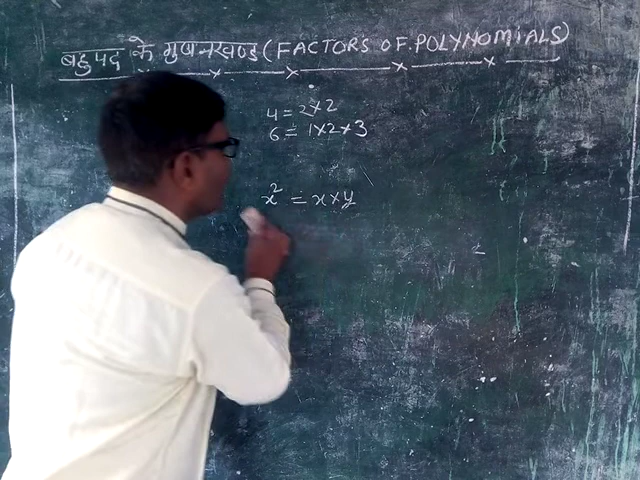 बहुपद के गुणनखण्ड (FACTORS OF POLYNOMIALS)
4 = 2×2
6 = 1×2×3
x² = x×y